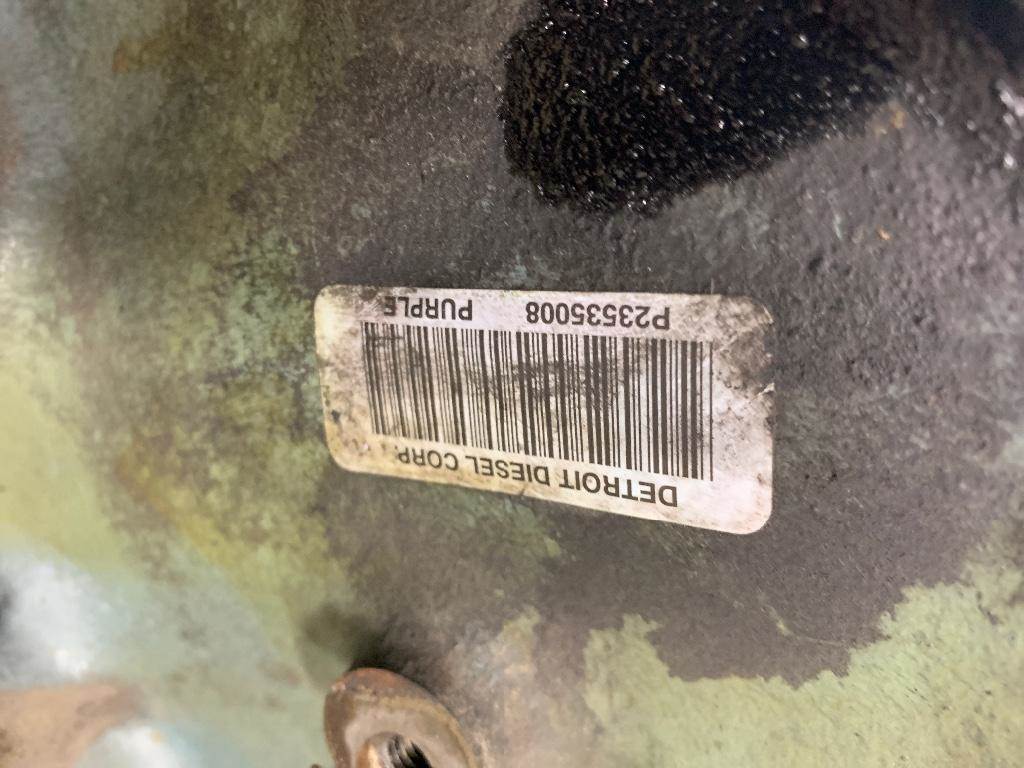 DETROIT DIESEL CORP.
P23535008 PURPLE